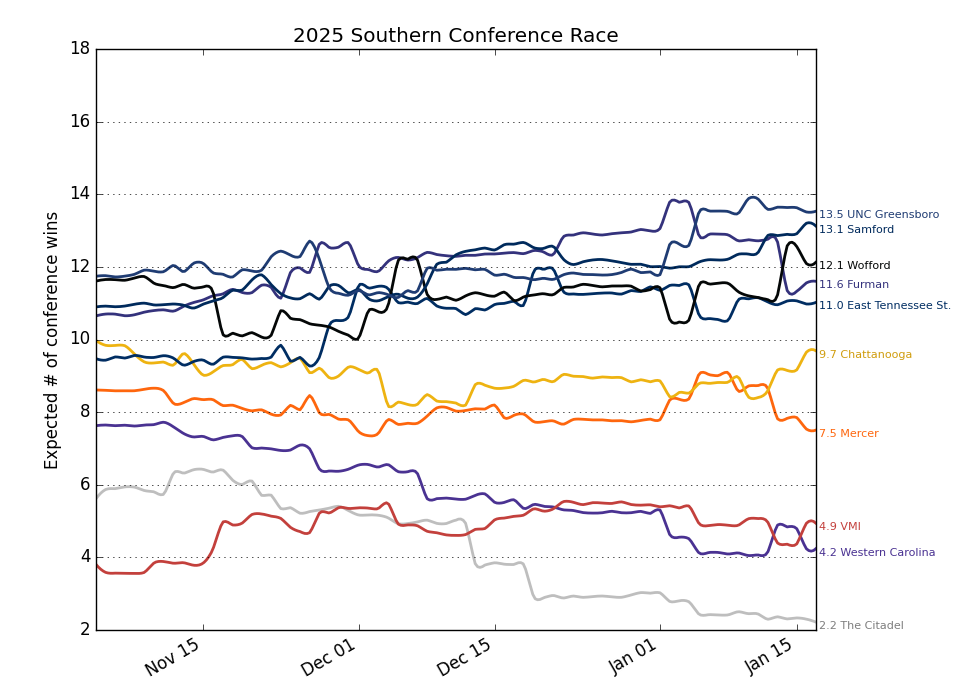 2025 Southern Conference Race
18
16
14
12
10
8
6
4
2
Expected # of conference wins
13.5 UNC Greensboro
13.1 Samford
12.1 Wofford
11.6 Furman
11.0 East Tennessee St.
9.7 Chattanooga
7.5 Mercer
4.9 VMI
4.2 Western Carolina
2.2 The Citadel
Nov 15
Dec 01
Dec 15
Jan 01
Jan 15